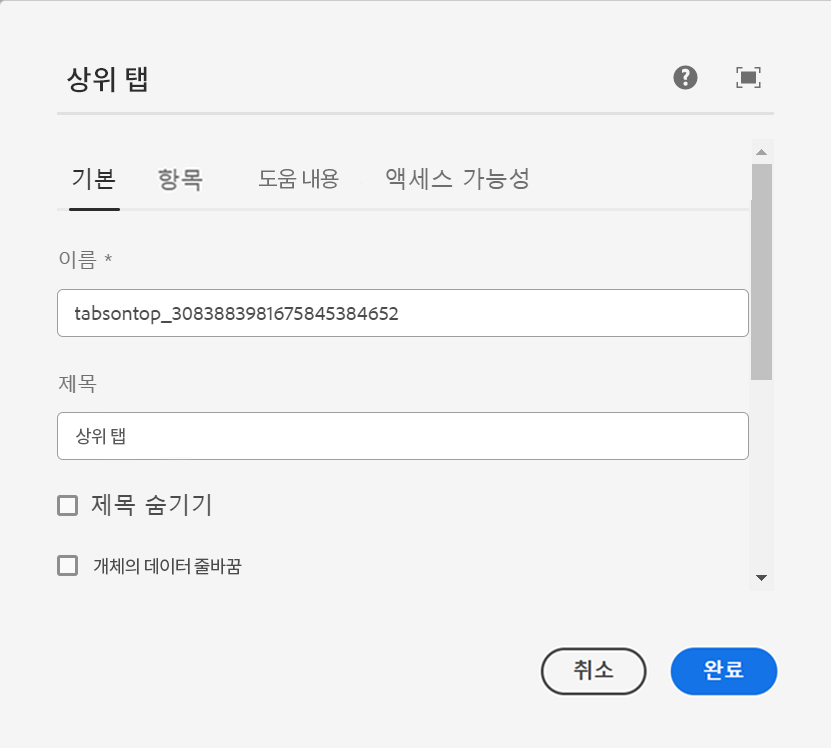 상위 탭
기본 항목 도움 내용 액세스 가능성
이름 *
tabsontop_3083883981675845384652
제목
상위 탭
제목 숨기기
개체의 데이터 줄바꿈
취소 완료